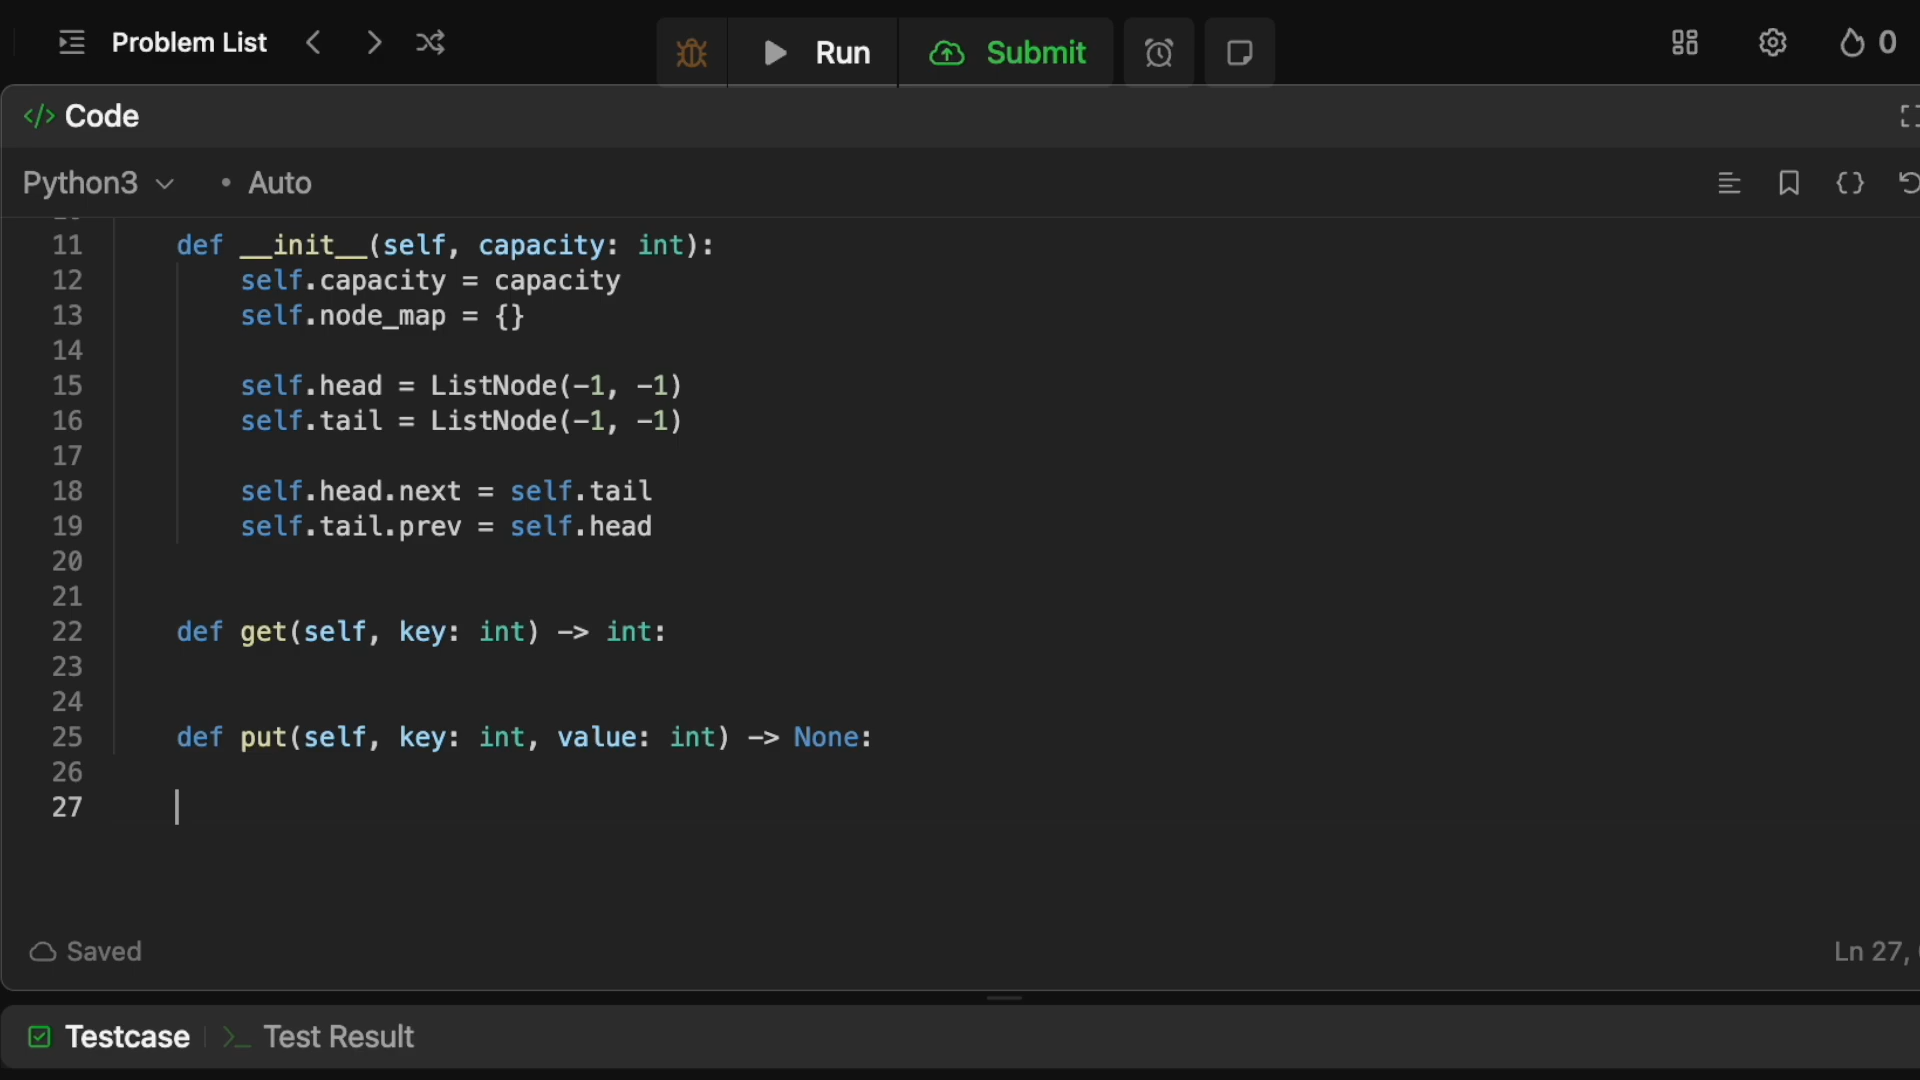 Problem List
Run
Submit
0
</> Code
Python3 • Auto
11 def __init__(self, capacity: int):
12 self.capacity = capacity
13 self.node_map = {}
14
15 self.head = ListNode(-1, -1)
16 self.tail = ListNode(-1, -1)
17
18 self.head.next = self.tail
19 self.tail.prev = self.head
20
21
22 def get(self, key: int) -> int:
23
24
25 def put(self, key: int, value: int) -> None:
26
27
Saved
Ln 27,
Testcase
Test Result